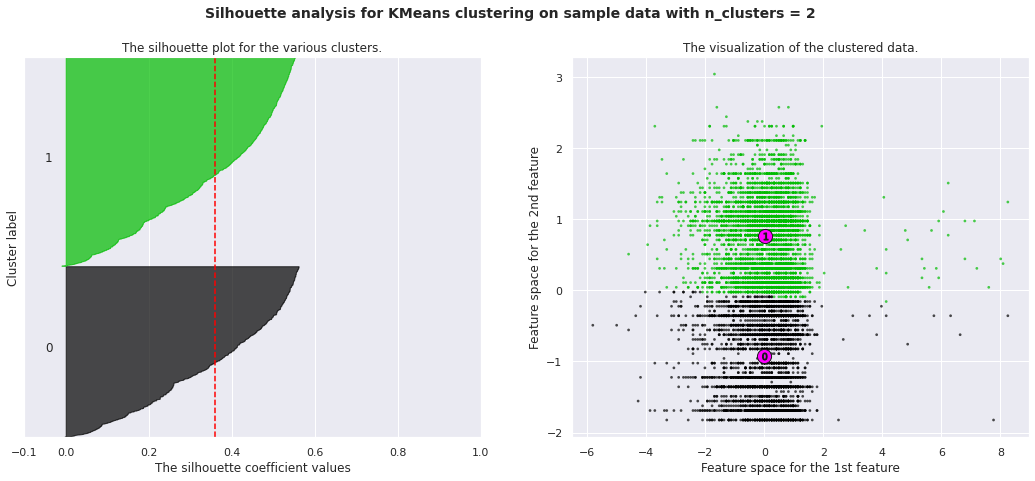 Silhouette analysis for KMeans clustering on sample data with n_clusters = 2
The silhouette plot for the various clusters.
Cluster label
1
0
−0.1 0.0 0.2 0.4 0.6 0.8 1.0
The silhouette coefficient values
The visualization of the clustered data.
Feature space for the 2nd feature
3
2
1
0
−1
−2
1
0
−6 −4 −2 0 2 4 6 8
Feature space for the 1st feature